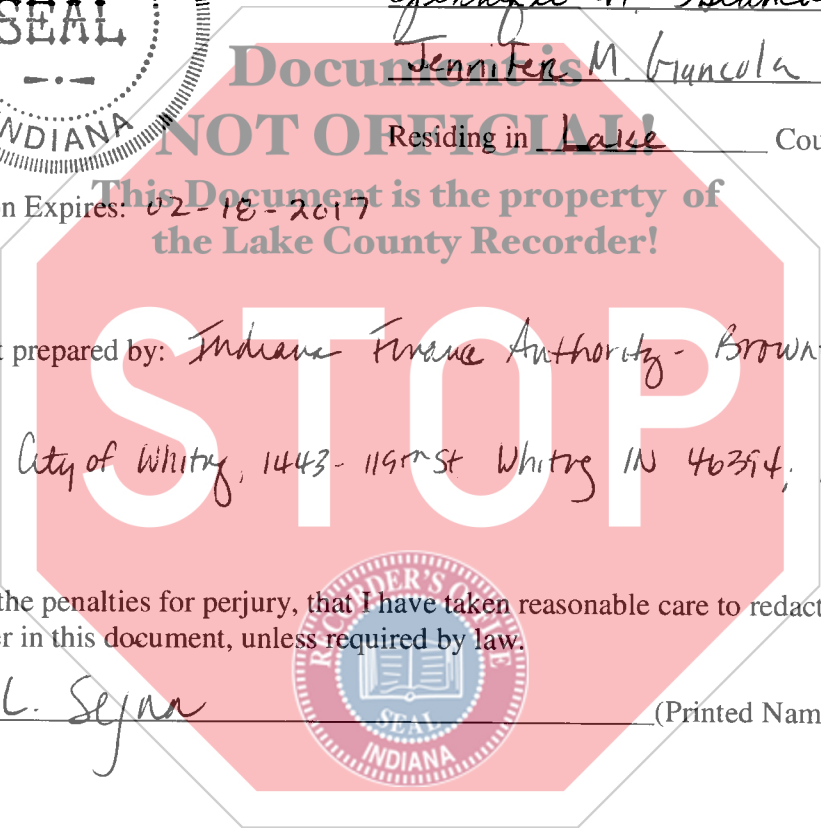 SEAL
INDIANA
Jennifer M. Giancola
Document is
NOT OFFICIAL!
Residing in Lake Cou
This Document is the property of
n Expires: 02-18-2017
the Lake County Recorder!
STOP
t prepared by: Indiana Finance Authority - Brown
City of Whiting, 1443 - 119th St Whiting IN 46394;
the penalties for perjury, that I have taken reasonable care to redact
er in this document, unless required by law.
RECORDER'S OFFICE
SEAL
INDIANA
L. Sejna
(Printed Nam